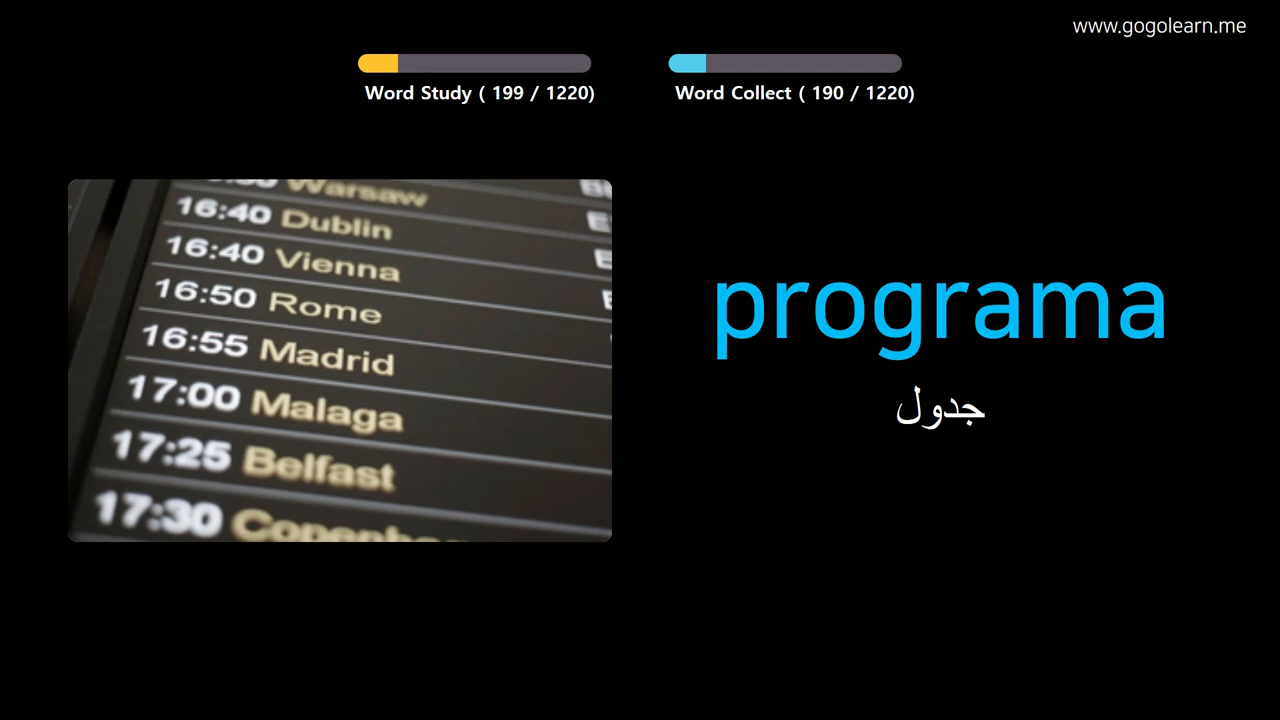 www.gogolearn.me
Word Study ( 199 / 1220)
Word Collect ( 190 / 1220)
Warsaw
16:40 Dublin
16:40 Vienna
16:50 Rome
16:55 Madrid
17:00 Malaga
17:25 Belfast
17:30
programa
جدول